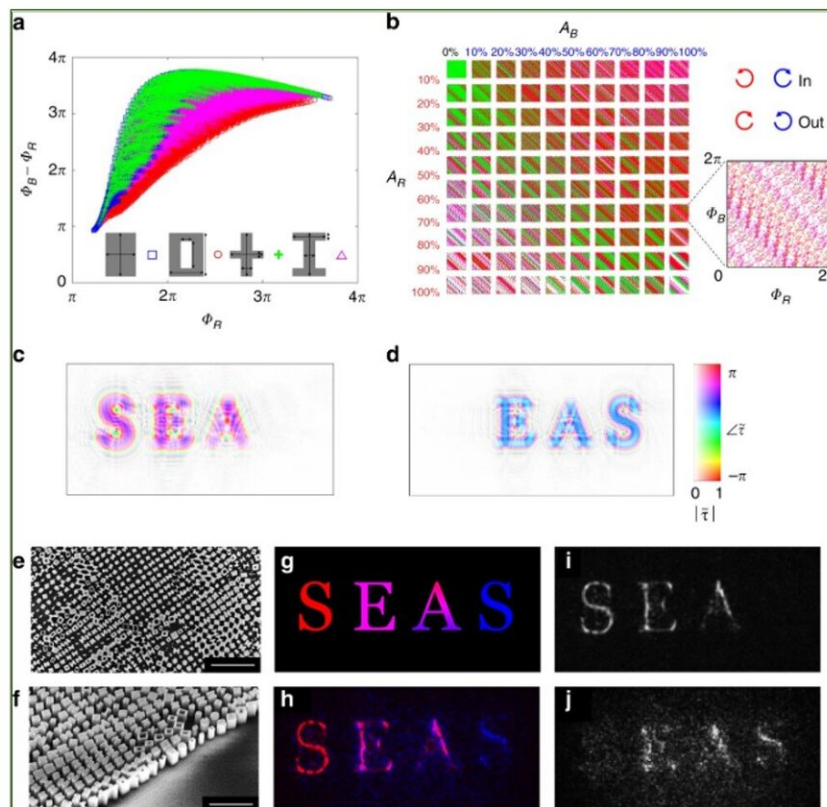 a
4π
3π
2π
π
0
Φ_B − Φ_R
π
2π
3π
4π
Φ_R
b
A_B
0%
10%
20%
30%
40%
50%
60%
70%
80%
90%
100%
10%
20%
30%
40%
50%
60%
70%
80%
90%
100%
A_R
In
Out
2π
Φ_B
0
2
Φ_R
c
SEA
d
EAS
π
∠τ̃
−π
0 1
|τ̃|
e
g
SEAS
i
SEA
f
h
SEAS
j
EAS